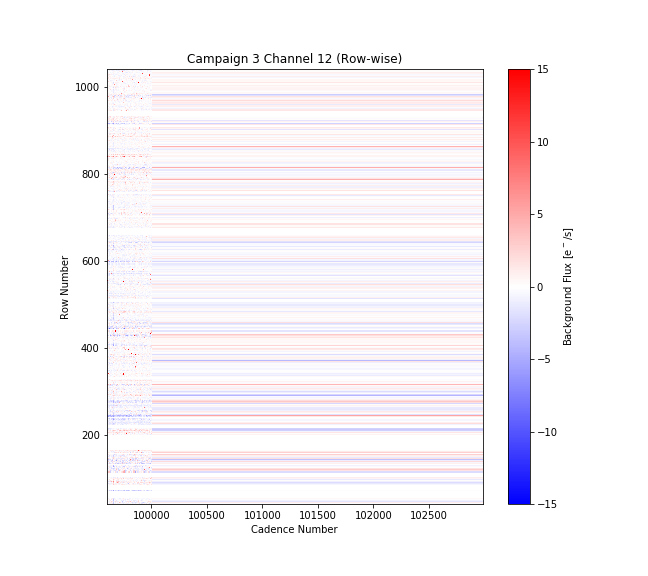 Campaign 3 Channel 12 (Row-wise)
1000
800
600
400
200
Row Number
100000 100500 101000 101500 102000 102500
Cadence Number
15
10
5
0
−5
−10
−15
Background Flux [e⁻/s]